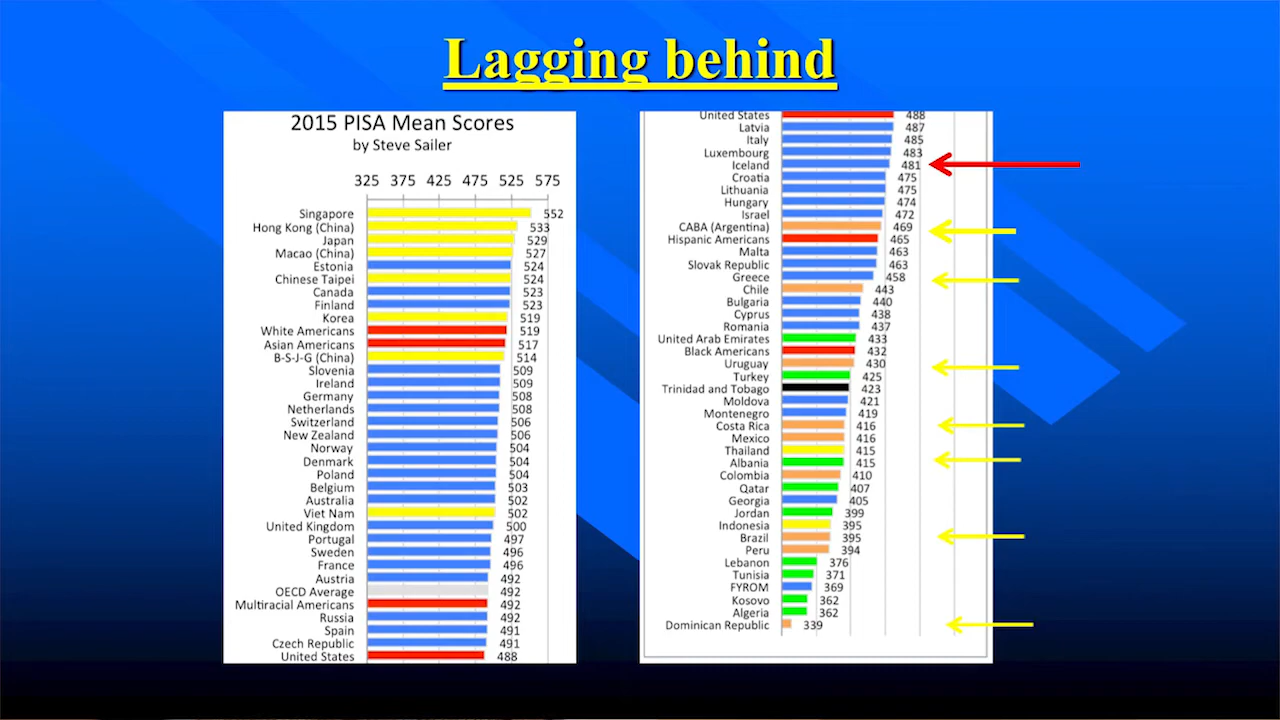 Lagging behind
2015 PISA Mean Scores
by Steve Sailer
325 375 425 475 525 575
Singapore 552
Hong Kong (China) 533
Japan 529
Macao (China) 527
Estonia 524
Chinese Taipei 524
Canada 523
Finland 523
Korea 519
White Americans 519
Asian Americans 517
B-S-J-G (China) 514
Slovenia 509
Ireland 509
Germany 508
Netherlands 508
Switzerland 506
New Zealand 506
Norway 504
Denmark 504
Poland 504
Belgium 503
Australia 502
Viet Nam 502
United Kingdom 500
Portugal 497
Sweden 496
France 496
Austria 492
OECD Average 492
Multiracial Americans 492
Russia 492
Spain 491
Czech Republic 491
United States 488
United States 488
Latvia 487
Italy 485
Luxembourg 483
Iceland 481
Croatia 475
Lithuania 475
Hungary 474
Israel 472
CABA (Argentina) 469
Hispanic Americans 465
Malta 463
Slovak Republic 463
Greece 458
Chile 443
Bulgaria 440
Cyprus 438
Romania 437
United Arab Emirates 433
Black Americans 432
Uruguay 430
Turkey 425
Trinidad and Tobago 423
Moldova 421
Montenegro 419
Costa Rica 416
Mexico 416
Thailand 415
Albania 415
Colombia 410
Qatar 407
Georgia 405
Jordan 399
Indonesia 395
Brazil 395
Peru 394
Lebanon 376
Tunisia 371
FYROM 369
Kosovo 362
Algeria 362
Dominican Republic 339